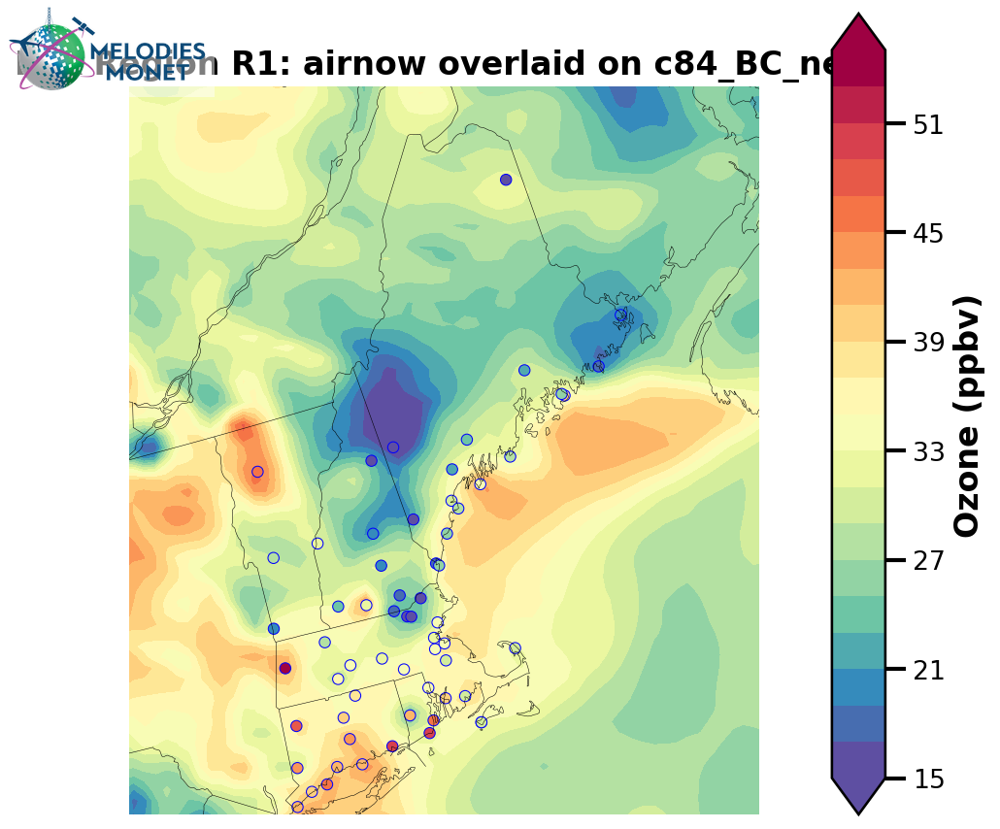 MELODIES
MONET
Region R1: airnow overlaid on c84_BC_ne
51
45
39
33
27
21
15
Ozone (ppbv)